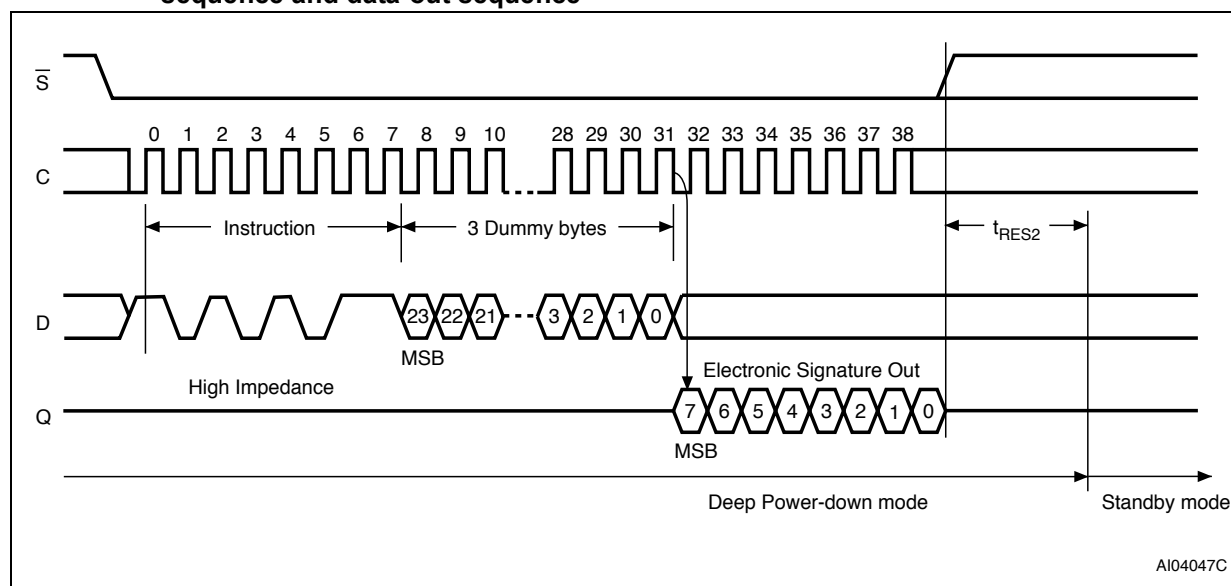 sequence and data-out sequence
S
0 1 2 3 4 5 6 7 8 9 10 28 29 30 31 32 33 34 35 36 37 38
C
Instruction 3 Dummy bytes tRES2
D 23 22 21 3 2 1 0
MSB
High Impedance Electronic Signature Out
Q 7 6 5 4 3 2 1 0
MSB
Deep Power-down mode Standby mode
AI04047C